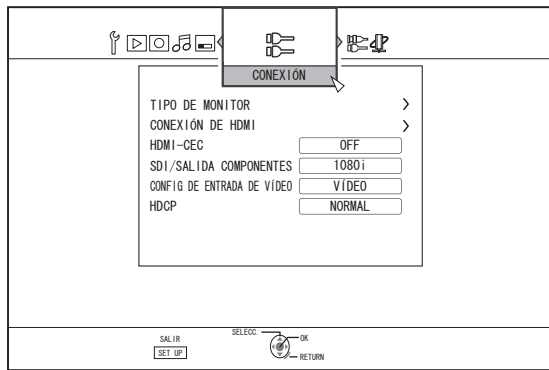 CONEXIÓN
TIPO DE MONITOR
CONEXIÓN DE HDMI
HDMI-CEC OFF
SDI/SALIDA COMPONENTES 1080i
CONFIG DE ENTRADA DE VÍDEO VÍDEO
HDCP NORMAL
SELECC.
SALIR OK
SET UP RETURN